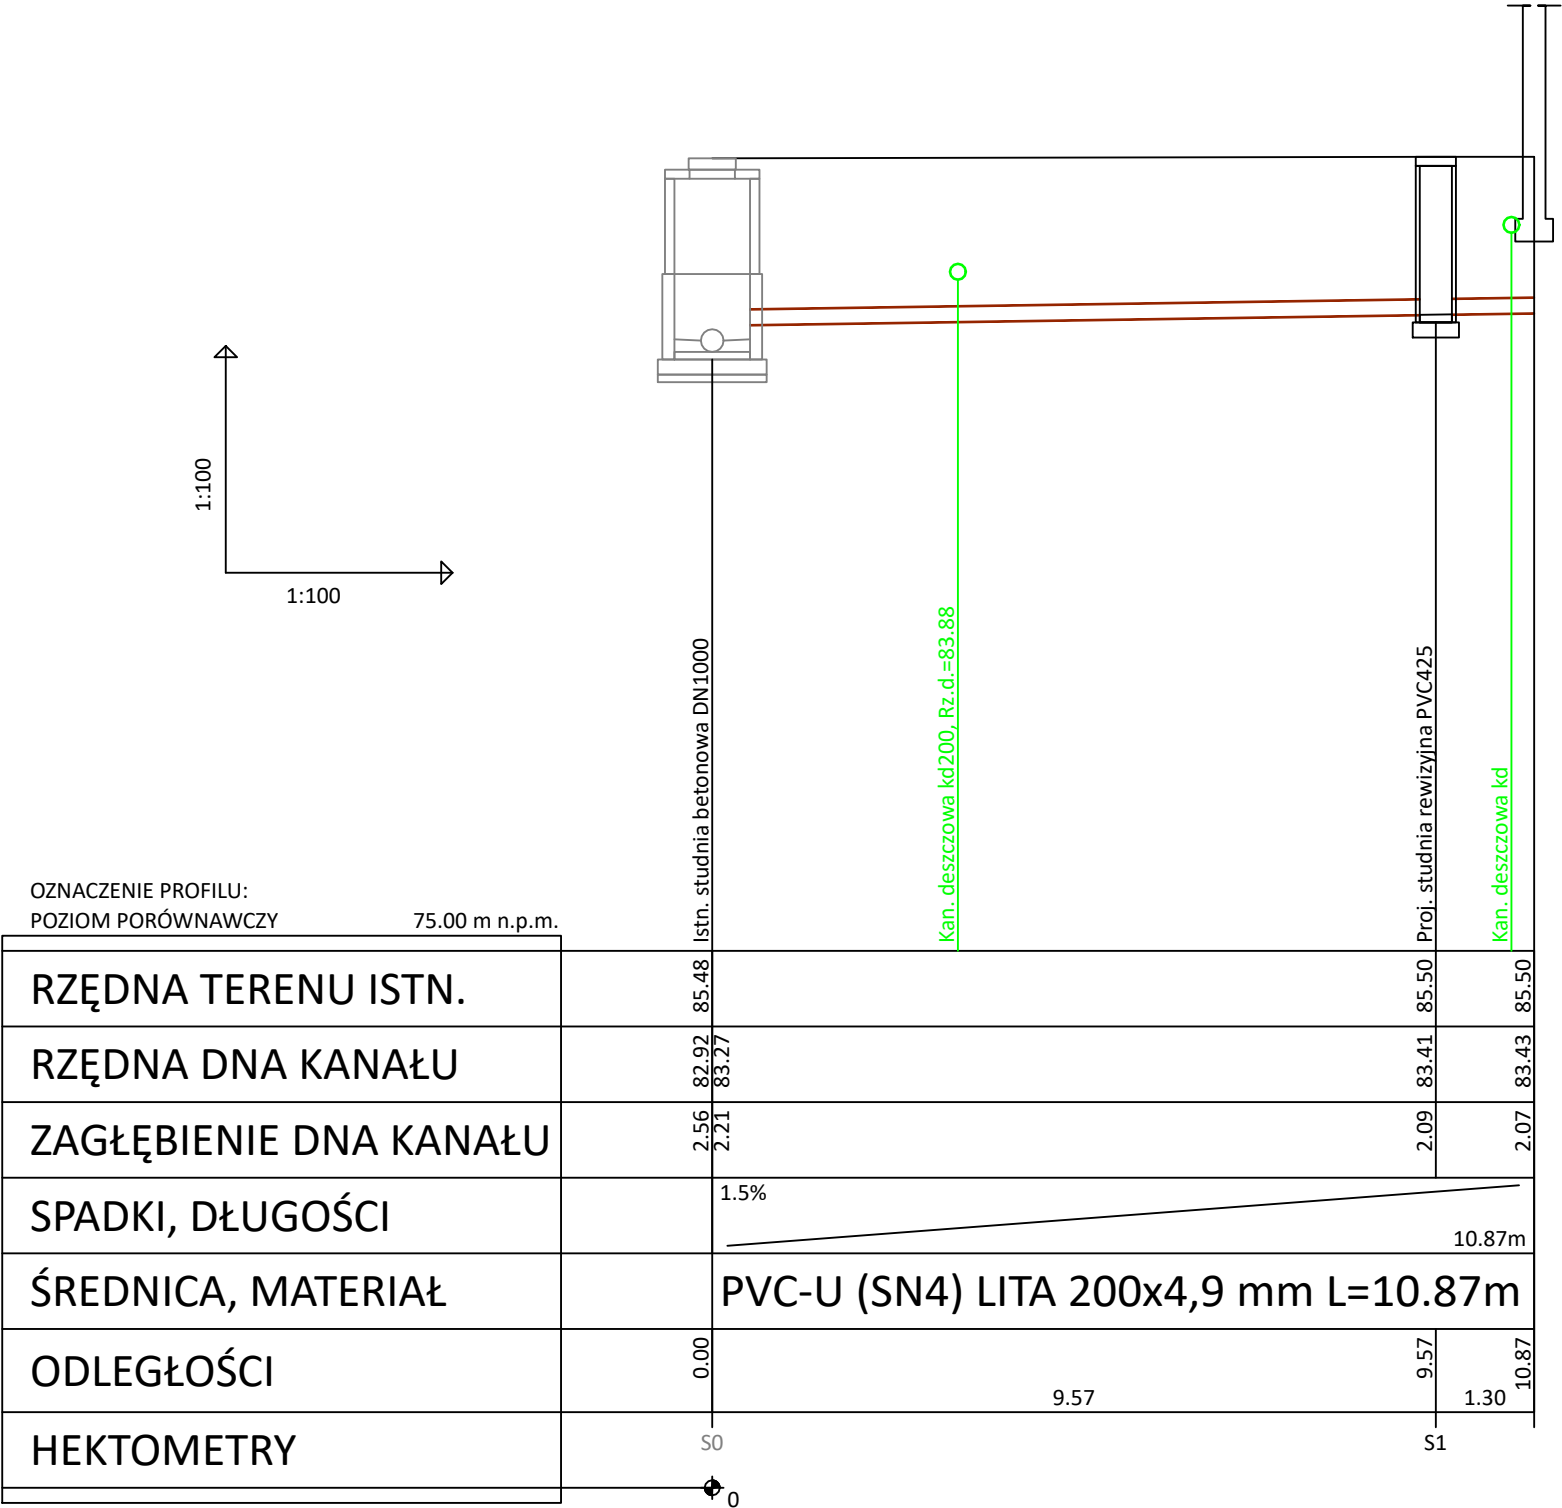 1:100
1:100
Istn. studnia betonowa DN1000
Kan. deszczowa kd200, Rz.d.=83.88
Proj. studnia rewizyjna PVC425
Kan. deszczowa kd
OZNACZENIE PROFILU:
POZIOM PORÓWNAWCZY 75.00 m n.p.m.
RZĘDNA TERENU ISTN. 85.48 85.50 85.50
RZĘDNA DNA KANAŁU 82.92 83.27 83.41 83.43
ZAGŁĘBIENIE DNA KANAŁU 2.56 2.21 2.09 2.07
SPADKI, DŁUGOŚCI 1.5% 10.87m
ŚREDNICA, MATERIAŁ PVC-U (SN4) LITA 200x4,9 mm L=10.87m
ODLEGŁOŚCI 0.00 9.57 9.57 1.30 10.87
HEKTOMETRY S0 S1
0